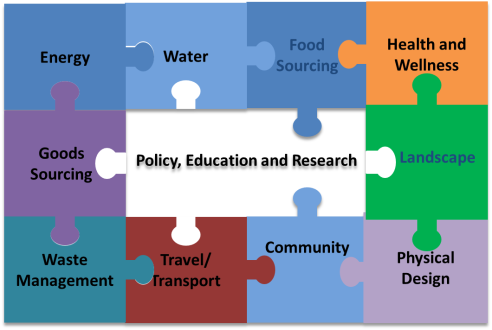 Energy
Water
Food
Sourcing
Health and
Wellness
Goods
Sourcing
Policy, Education and Research
Landscape
Waste
Management
Travel/
Transport
Community
Physical
Design